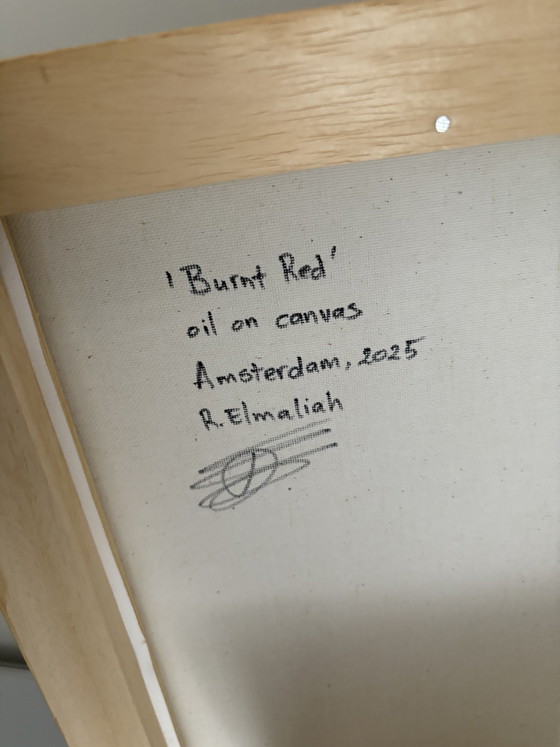 'Burnt Red'
oil on canvas
Amsterdam, 2025
R. Elmaliah